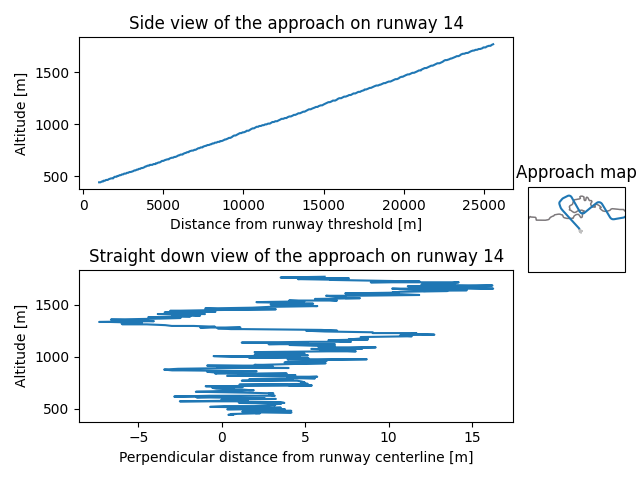 Side view of the approach on runway 14
1500
1000
500
Altitude [m]
0 5000 10000 15000 20000 25000
Distance from runway threshold [m]
Approach map
Straight down view of the approach on runway 14
1500
1000
500
Altitude [m]
−5 0 5 10 15
Perpendicular distance from runway centerline [m]